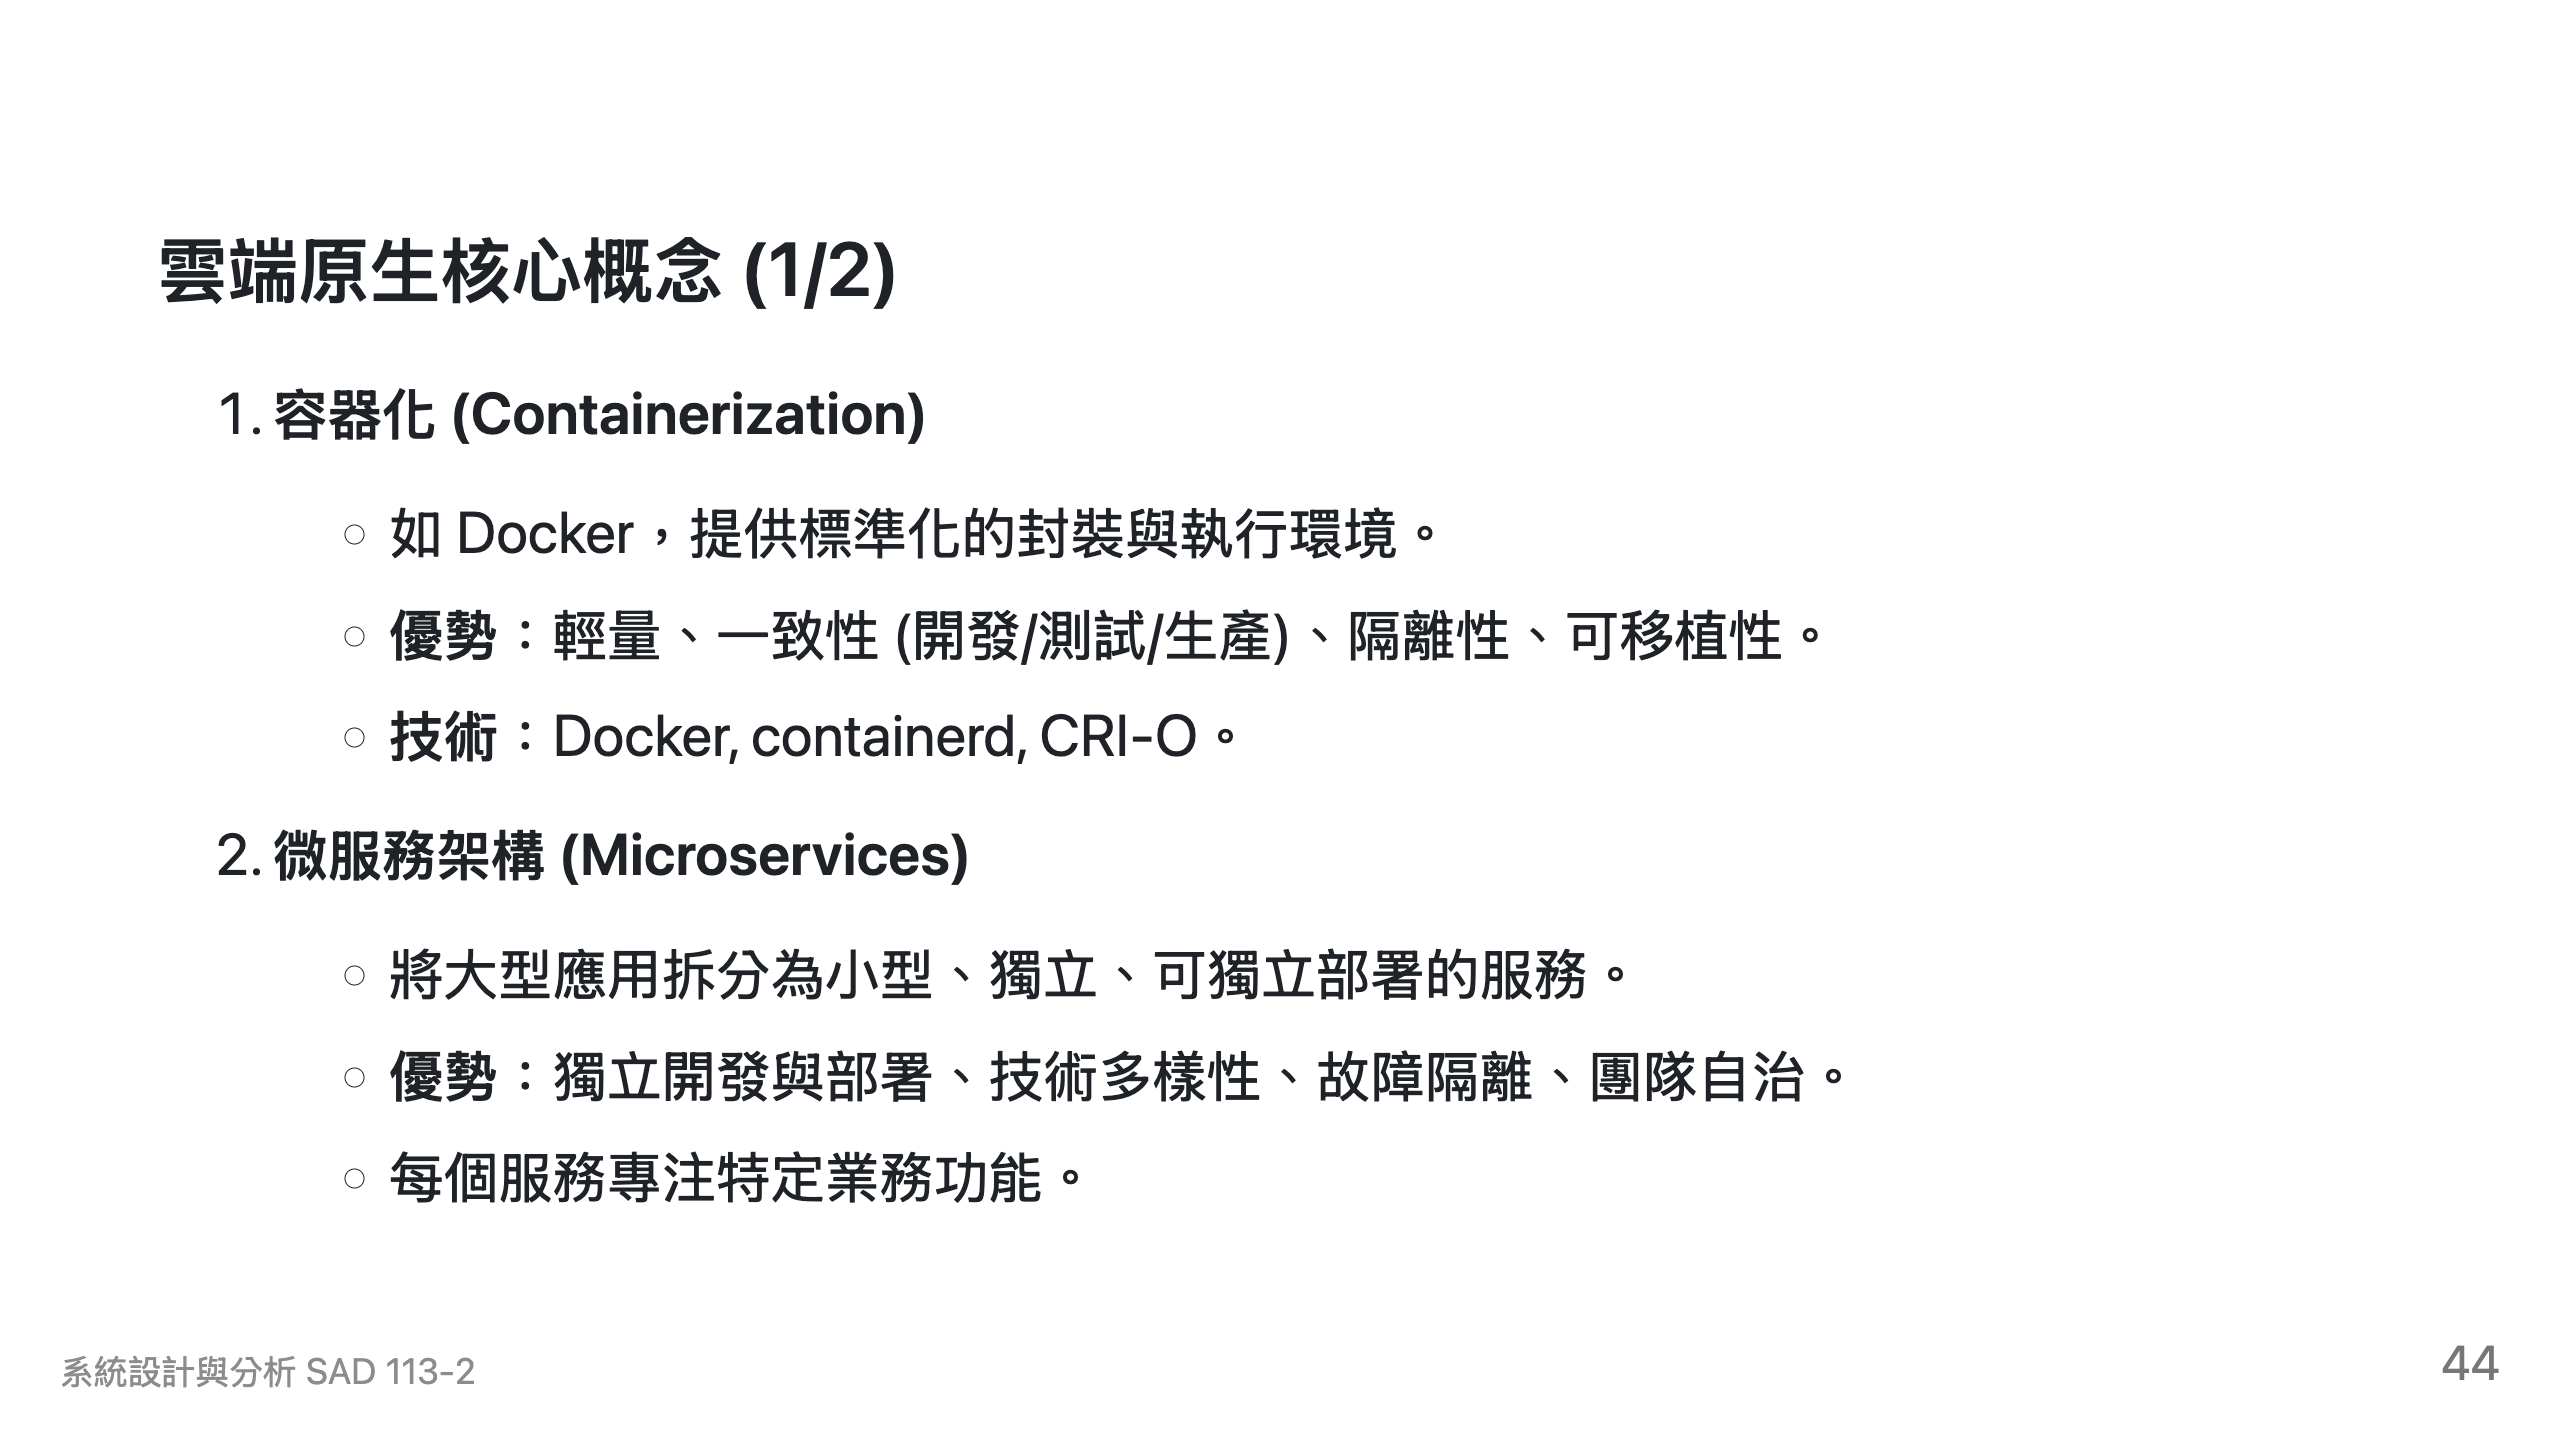 雲端原生核心概念 (1/2)
1. 容器化 (Containerization)
○ 如 Docker，提供標準化的封裝與執行環境。
○ 優勢：輕量、一致性 (開發/測試/生產)、隔離性、可移植性。
○ 技術：Docker, containerd, CRI-O。
2. 微服務架構 (Microservices)
○ 將大型應用拆分為小型、獨立、可獨立部署的服務。
○ 優勢：獨立開發與部署、技術多樣性、故障隔離、團隊自治。
○ 每個服務專注特定業務功能。
系統設計與分析 SAD 113-2
44